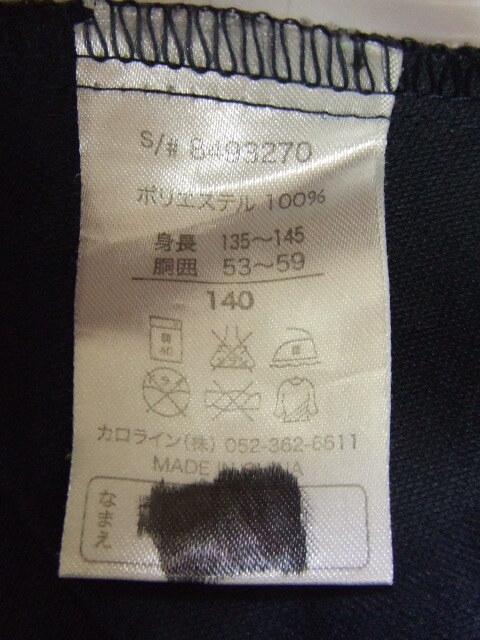 S/# 8493270
ポリエステル 100%
身長 135～145
胴囲 53～59
140
カロライン(株) 052-362-6611
MADE IN CHINA
なまえ